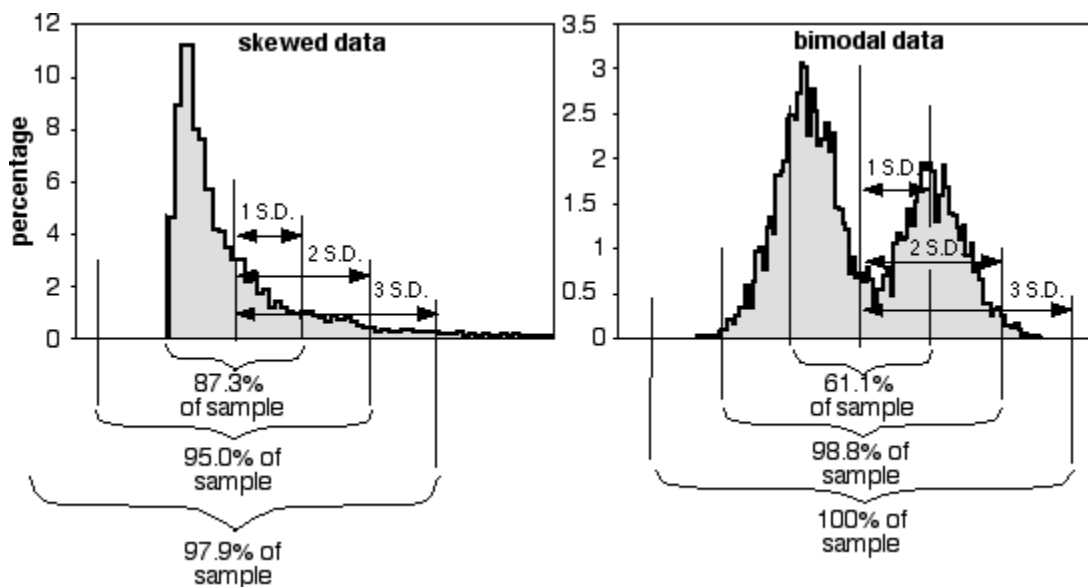 skewed data
percentage
12
10
8
6
4
2
0
1 S.D.
2 S.D.
3 S.D.
87.3%
of sample
95.0% of
sample
97.9% of
sample
bimodal data
3.5
3
2.5
2
1.5
1
0.5
0
1 S.D.
2 S.D.
3 S.D.
61.1%
of sample
98.8% of
sample
100% of
sample